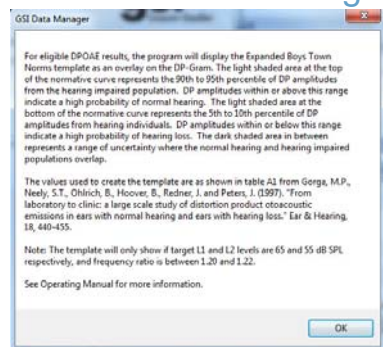 GSI Data Manager
For eligible DPOAE results, the program will display the Expanded Boys Town
Norms template as an overlay on the DP-Gram. The light shaded area at the top
of the normative curve represents the 90th to 95th percentile of DP amplitudes
from the hearing impaired population. DP amplitudes within or above this range
indicate a high probability of normal hearing. The light shaded area at the
bottom of the normative curve represents the 5th to 10th percentile of DP
amplitudes from hearing individuals. DP amplitudes within or below this range
indicate a high probability of hearing loss. The dark shaded area in between
represents a range of uncertainty where the normal hearing and hearing impaired
populations overlap.
The values used to create the template are as shown in table A1 from Gorga, M.P.,
Neely, S.T., Ohlrich, B., Hoover, B., Redner, J. and Peters, J. (1997). "From
laboratory to clinic: a large scale study of distortion product otoacoustic
emissions in ears with normal hearing and ears with hearing loss." Ear & Hearing,
18, 440-455.
Note: The template will only show if target L1 and L2 levels are 65 and 55 dB SPL
respectively, and frequency ratio is between 1.20 and 1.22.
See Operating Manual for more information.
OK